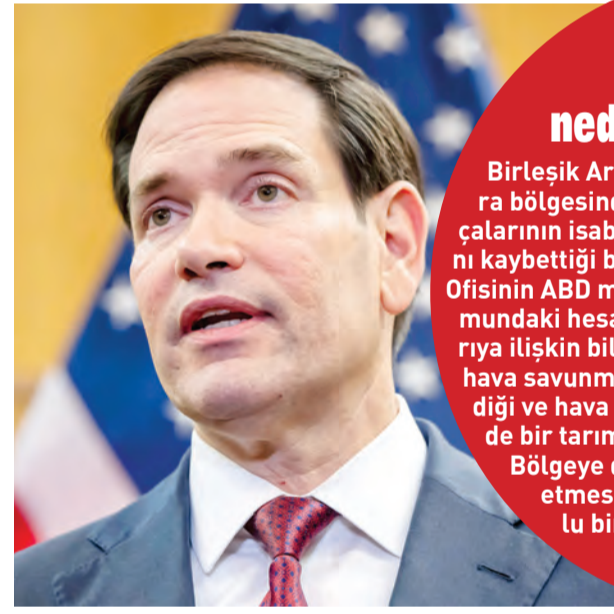 ned
Birleşik Ar
ra bölgesind
çalarının isab
nı kaybettiği b
Ofisinin ABD m
mundaki hesa
rıya ilişkin bil
hava savunm
diği ve hava
de bir tarım
Bölgeye
etmes
lu bi